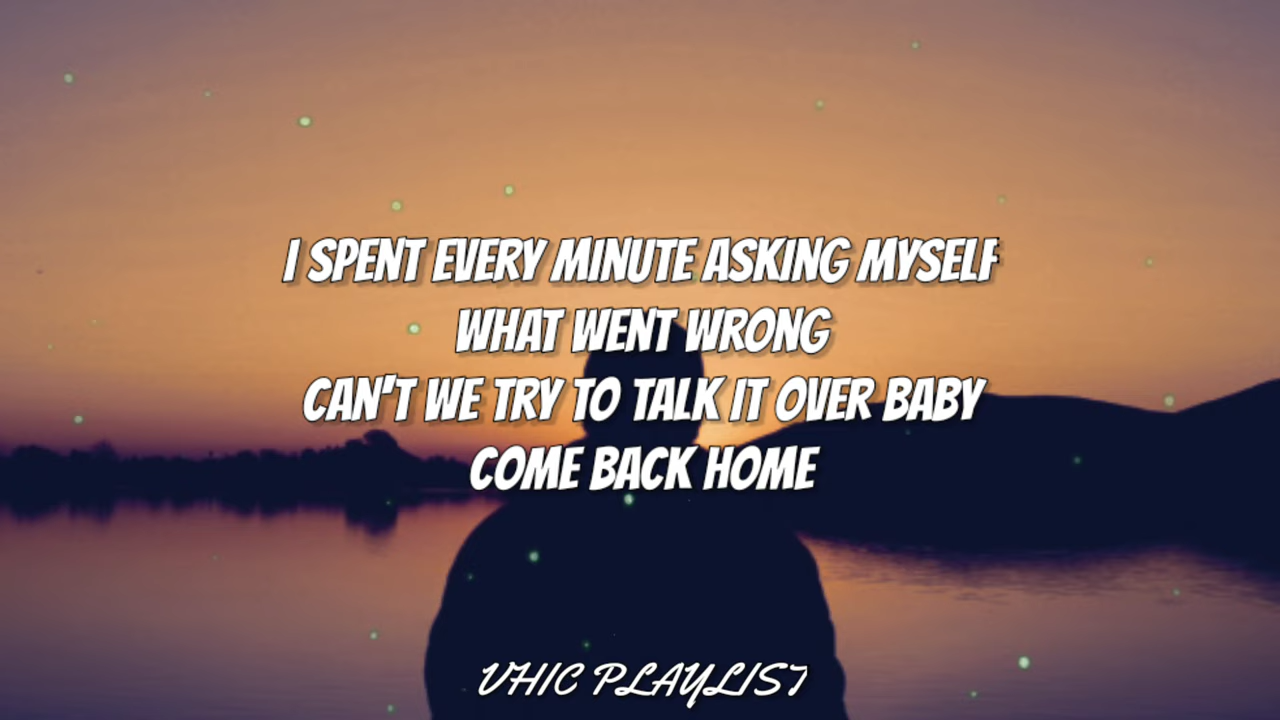 I SPENT EVERY MINUTE ASKING MYSELF
WHAT WENT WRONG
CAN'T WE TRY TO TALK IT OVER BABY
COME BACK HOME
VHIC PLAYLIST